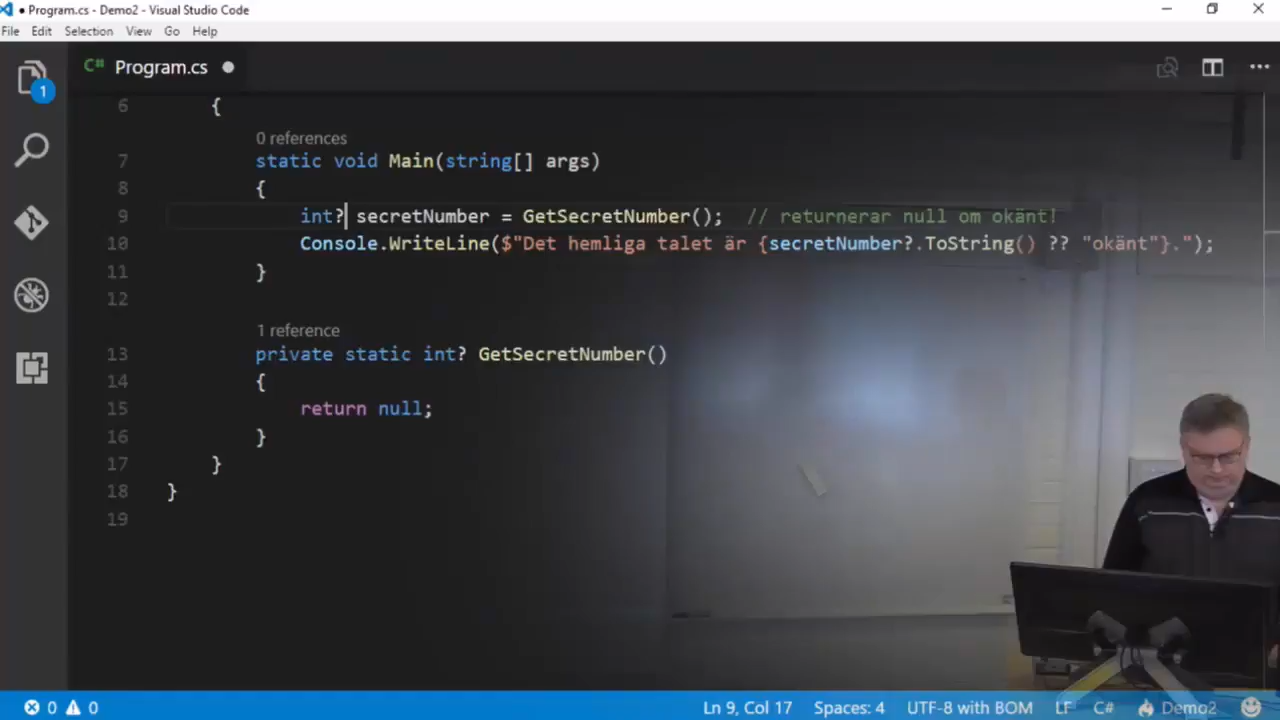 ● Program.cs - Demo2 - Visual Studio Code
File Edit Selection View Go Help
C# Program.cs ●
1
6 {
0 references
7 static void Main(string[] args)
8 {
9 int? secretNumber = GetSecretNumber(); // returnerar null om okänt!
10 Console.WriteLine($"Det hemliga talet är {secretNumber?.ToString() ?? "okänt"}.");
11 }
12
1 reference
13 private static int? GetSecretNumber()
14 {
15 return null;
16 }
17 }
18 }
19
0 0 Ln 9, Col 17 Spaces: 4 UTF-8 with BOM LF C# Demo2